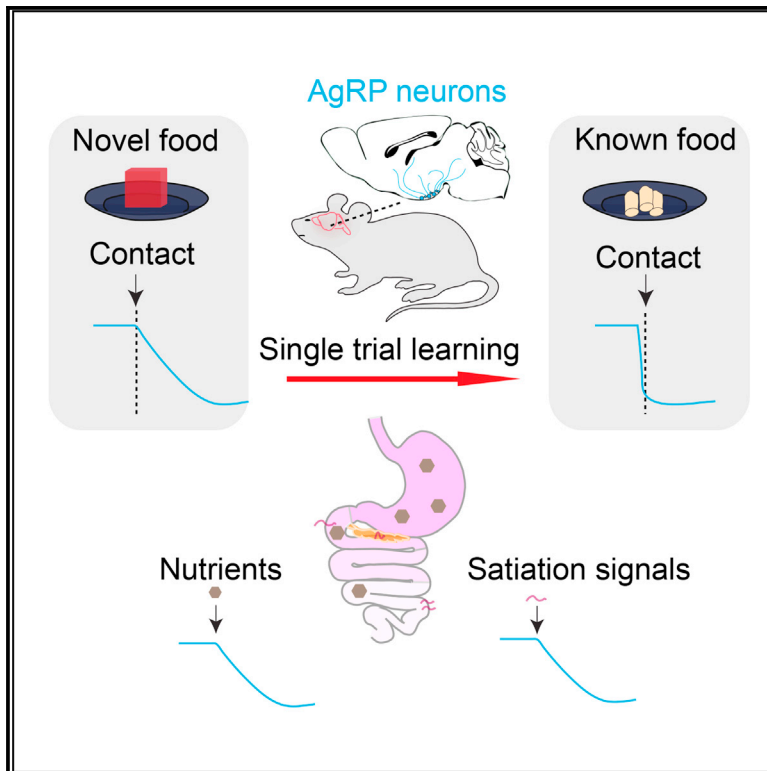 AgRP neurons
Novel food
Known food
Contact
Contact
Single trial learning
Nutrients
Satiation signals